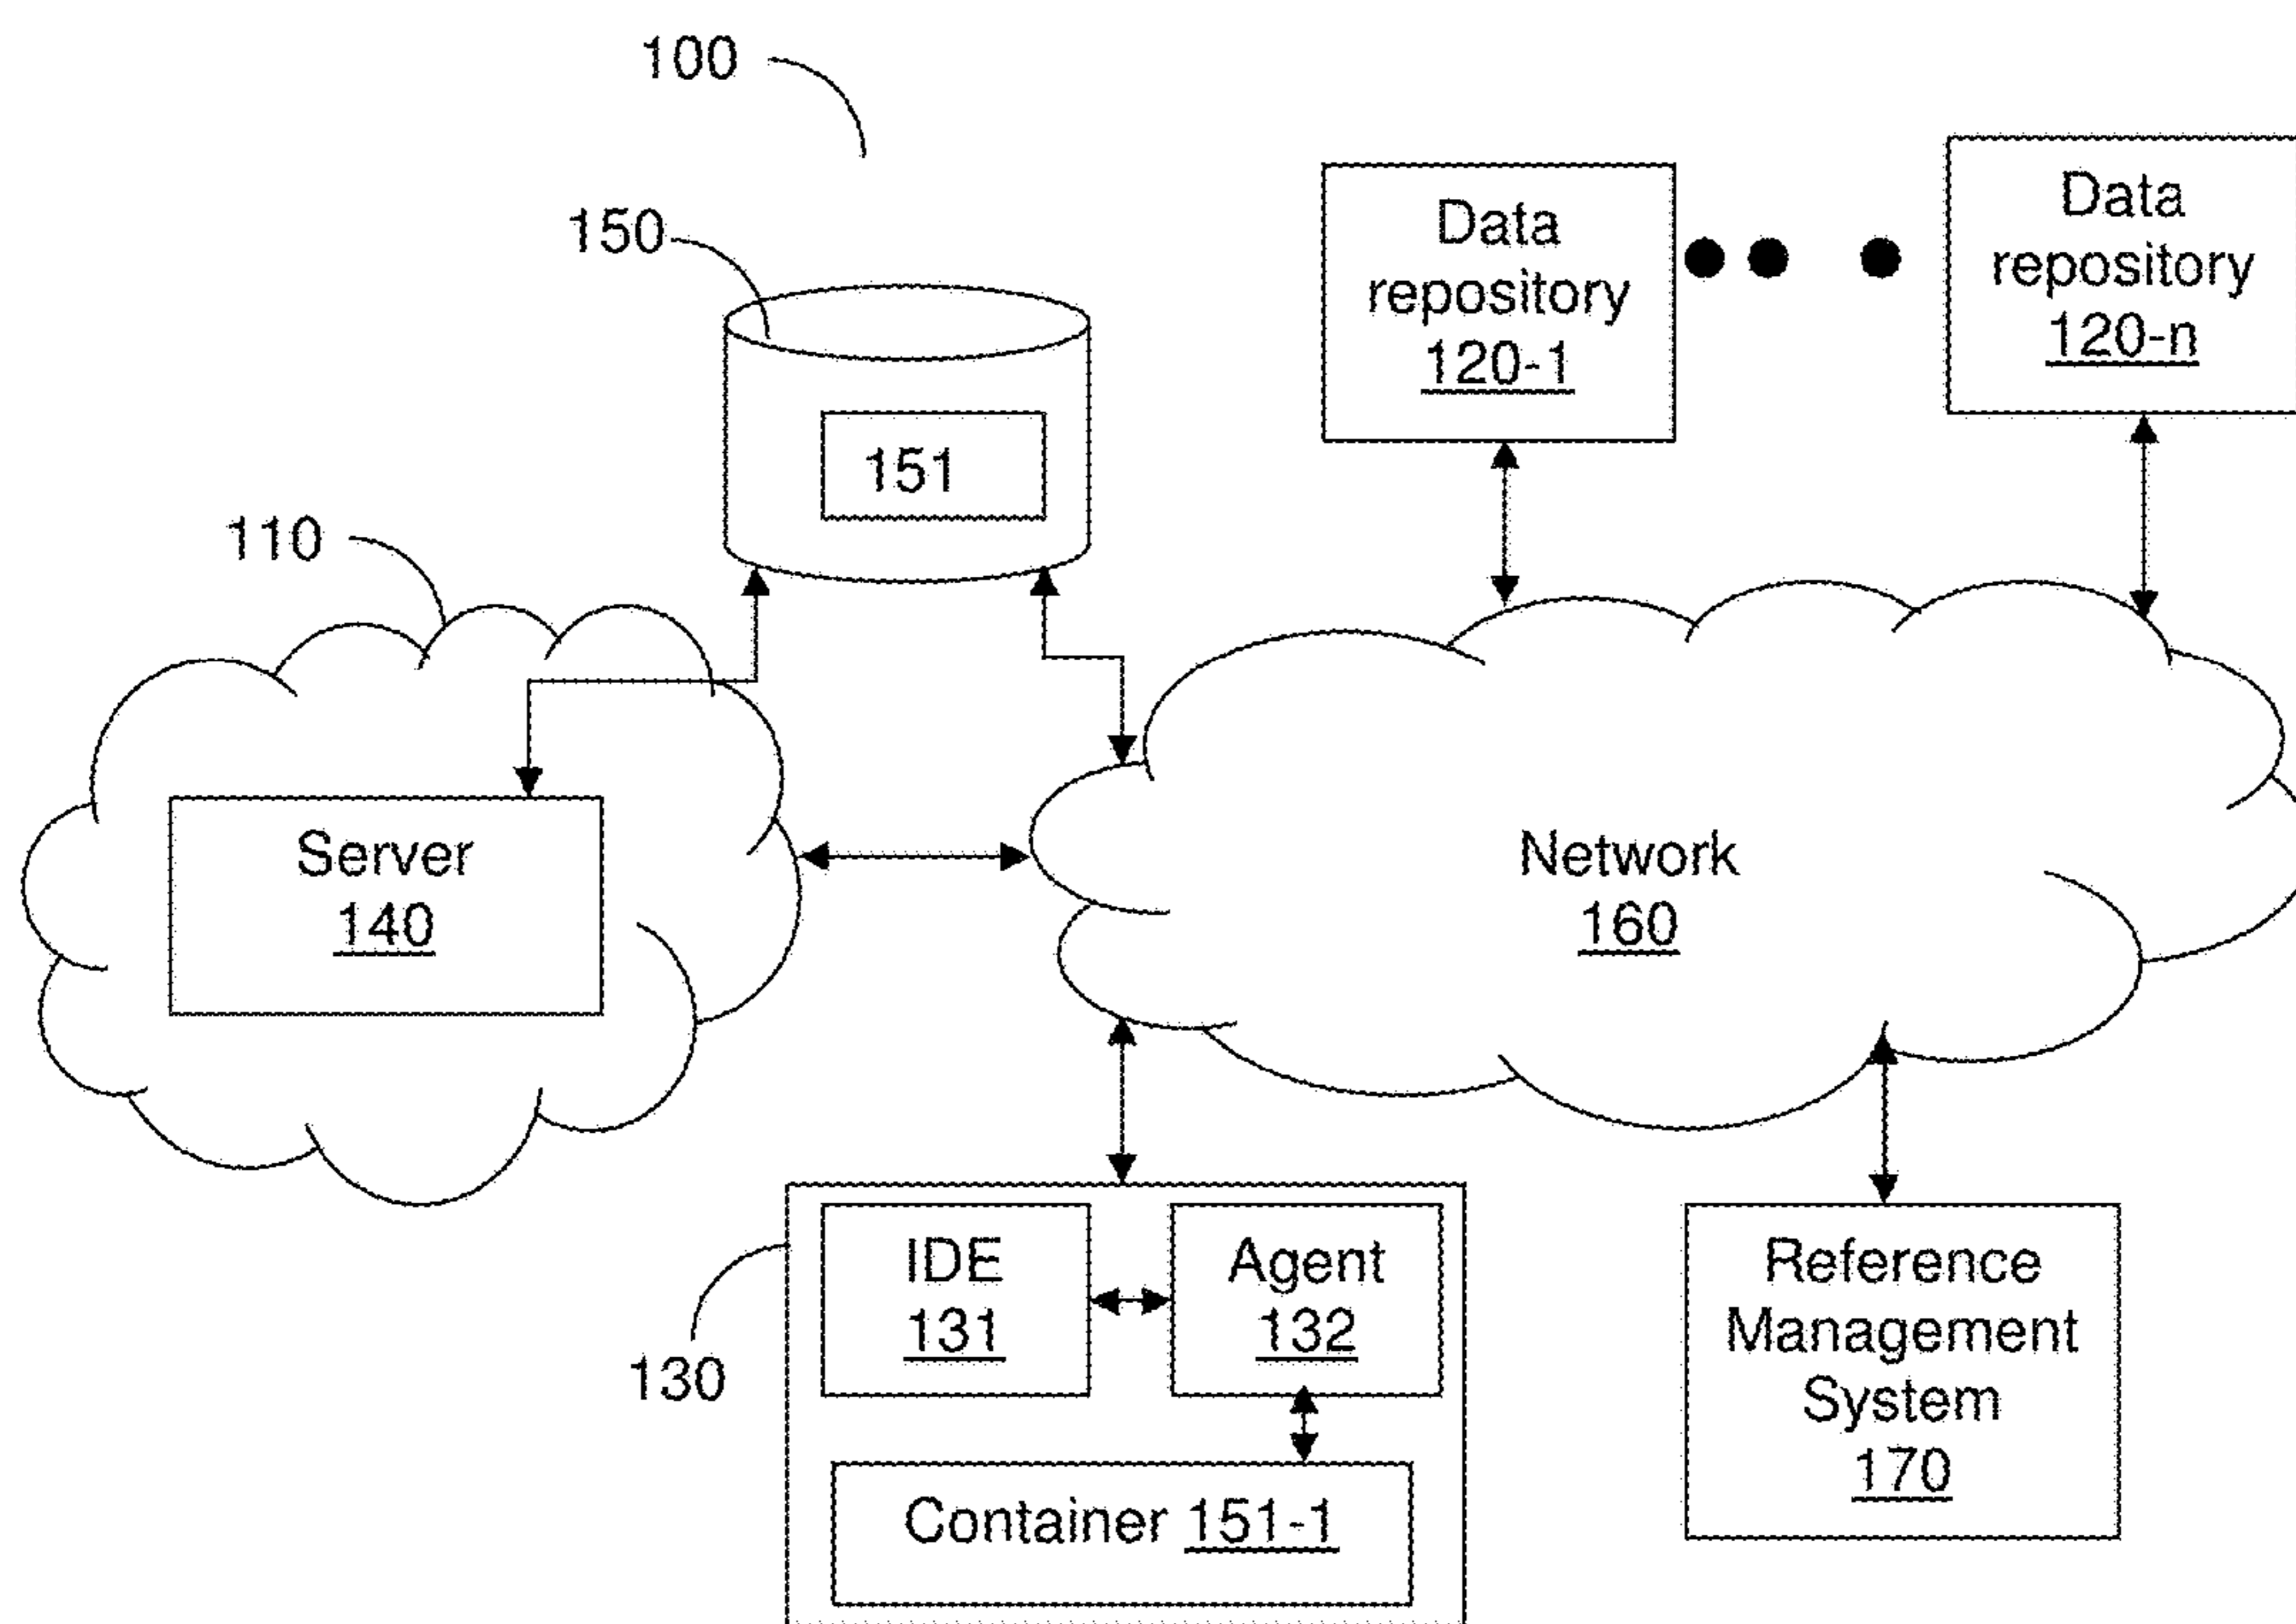 100
150
Data
repository
120-1
Data
repository
120-n
151
110
Server
140
Network
160
130
IDE
131
Agent
132
Container 151-1
Reference
Management
System
170